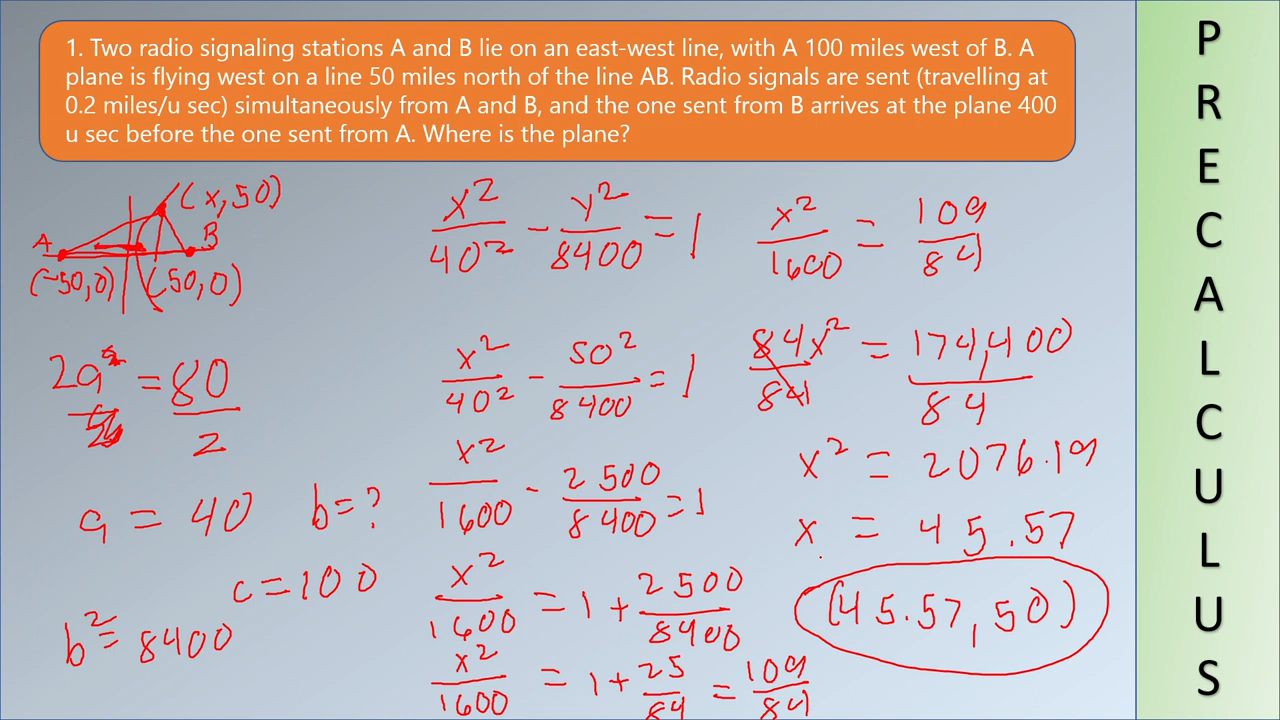 1. Two radio signaling stations A and B lie on an east-west line, with A 100 miles west of B. A
plane is flying west on a line 50 miles north of the line AB. Radio signals are sent (travelling at
0.2 miles/u sec) simultaneously from A and B, and the one sent from B arrives at the plane 400
u sec before the one sent from A. Where is the plane?
(x,50)
A
B
(-50,0)
(50,0)
2a = 80
2
a = 40
b = ?
c = 100
b² = 8400
x²/40² - y²/8400 = 1
x²/40² - 50²/8400 = 1
x²/1600 - 2500/8400 = 1
x²/1600 = 1 + 2500/8400
x²/1600 = 1 + 25/84 = 109/84
x²/1600 = 109/84
84x²/84 = 174,400/84
x² = 2076.19
x = 45.57
(45.57, 50)
P
R
E
C
A
L
C
U
L
U
S